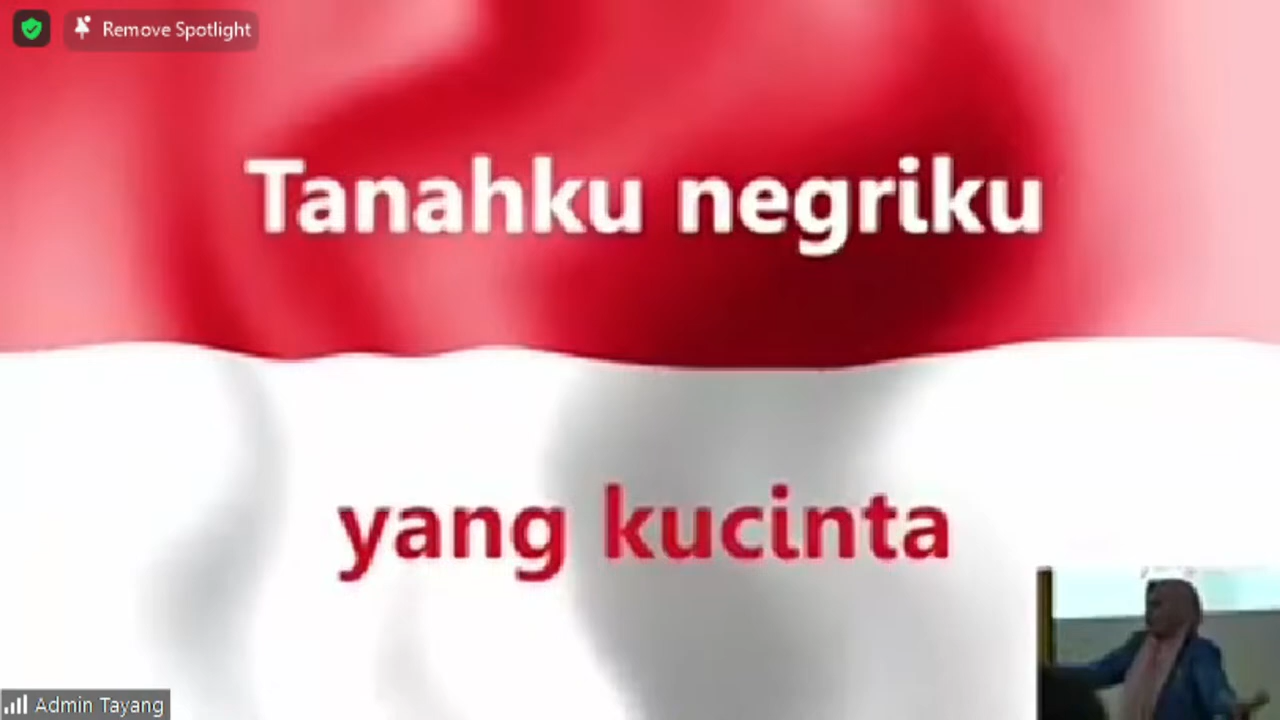 Remove Spotlight
Tanahku negriku
yang kucinta
Admin Tayang